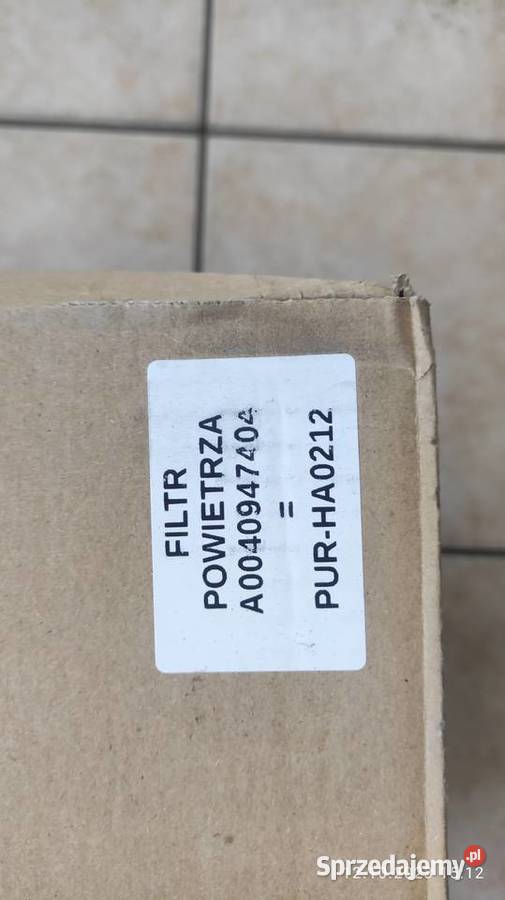 FILTR
POWIETRZA
A0040947404
=
PUR-HA0212
Sprzedajemy.pl